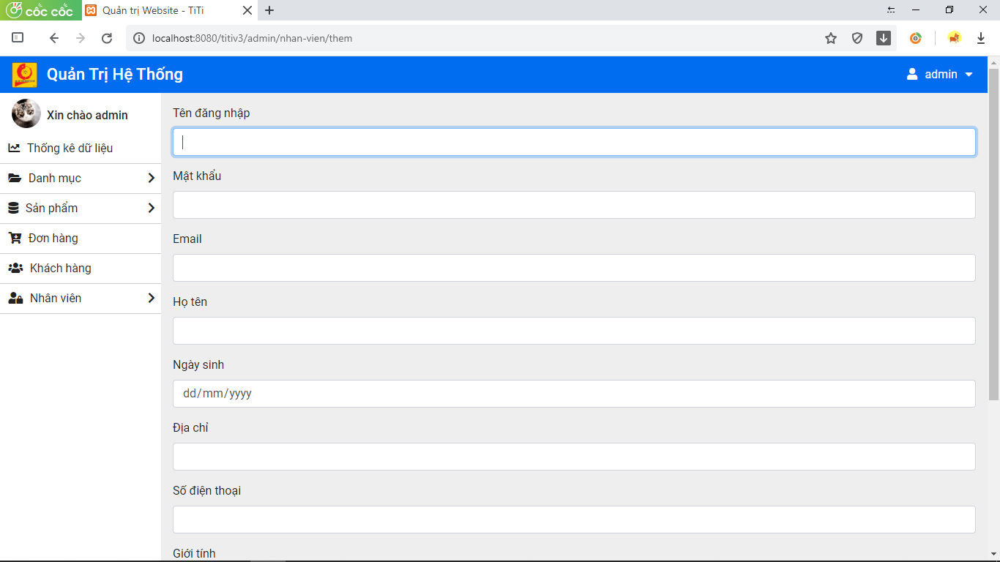 cốc cốc
Quản trị Website - TiTi
localhost:8080/titiv3/admin/nhan-vien/them
Quản Trị Hệ Thống
admin
Xin chào admin
Thống kê dữ liệu
Danh mục
Sản phẩm
Đơn hàng
Khách hàng
Nhân viên
Tên đăng nhập
Mật khẩu
Email
Họ tên
Ngày sinh
dd/mm/yyyy
Địa chỉ
Số điện thoại
Giới tính